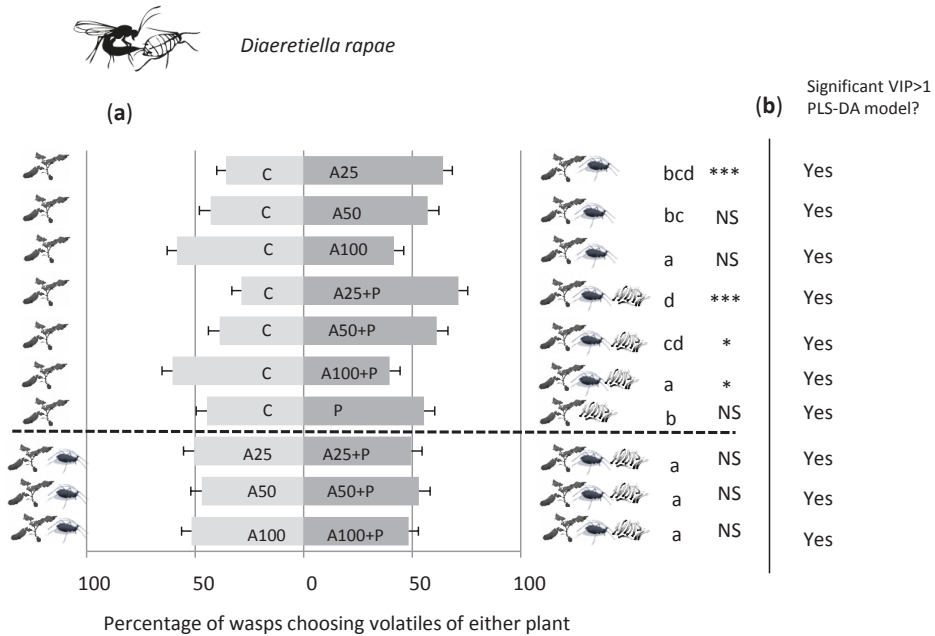 Diaeretiella rapae
(a)
(b)
Significant VIP>1
PLS-DA model?
C A25 bcd *** Yes
C A50 bc NS Yes
C A100 a NS Yes
C A25+P d *** Yes
C A50+P cd * Yes
C A100+P a * Yes
C P b NS Yes
A25 A25+P a NS Yes
A50 A50+P a NS Yes
A100 A100+P a NS Yes
100 50 0 50 100
Percentage of wasps choosing volatiles of either plant